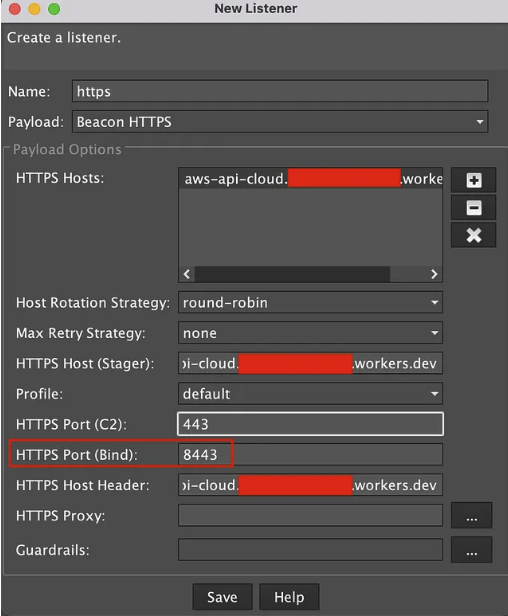 New Listener
Create a listener.
Name: https
Payload: Beacon HTTPS
Payload Options
HTTPS Hosts: aws-api-cloud. .worke
Host Rotation Strategy: round-robin
Max Retry Strategy: none
HTTPS Host (Stager): pi-cloud. .workers.dev
Profile: default
HTTPS Port (C2): 443
HTTPS Port (Bind): 8443
HTTPS Host Header: pi-cloud. .workers.dev
HTTPS Proxy: ...
Guardrails: ...
Save Help